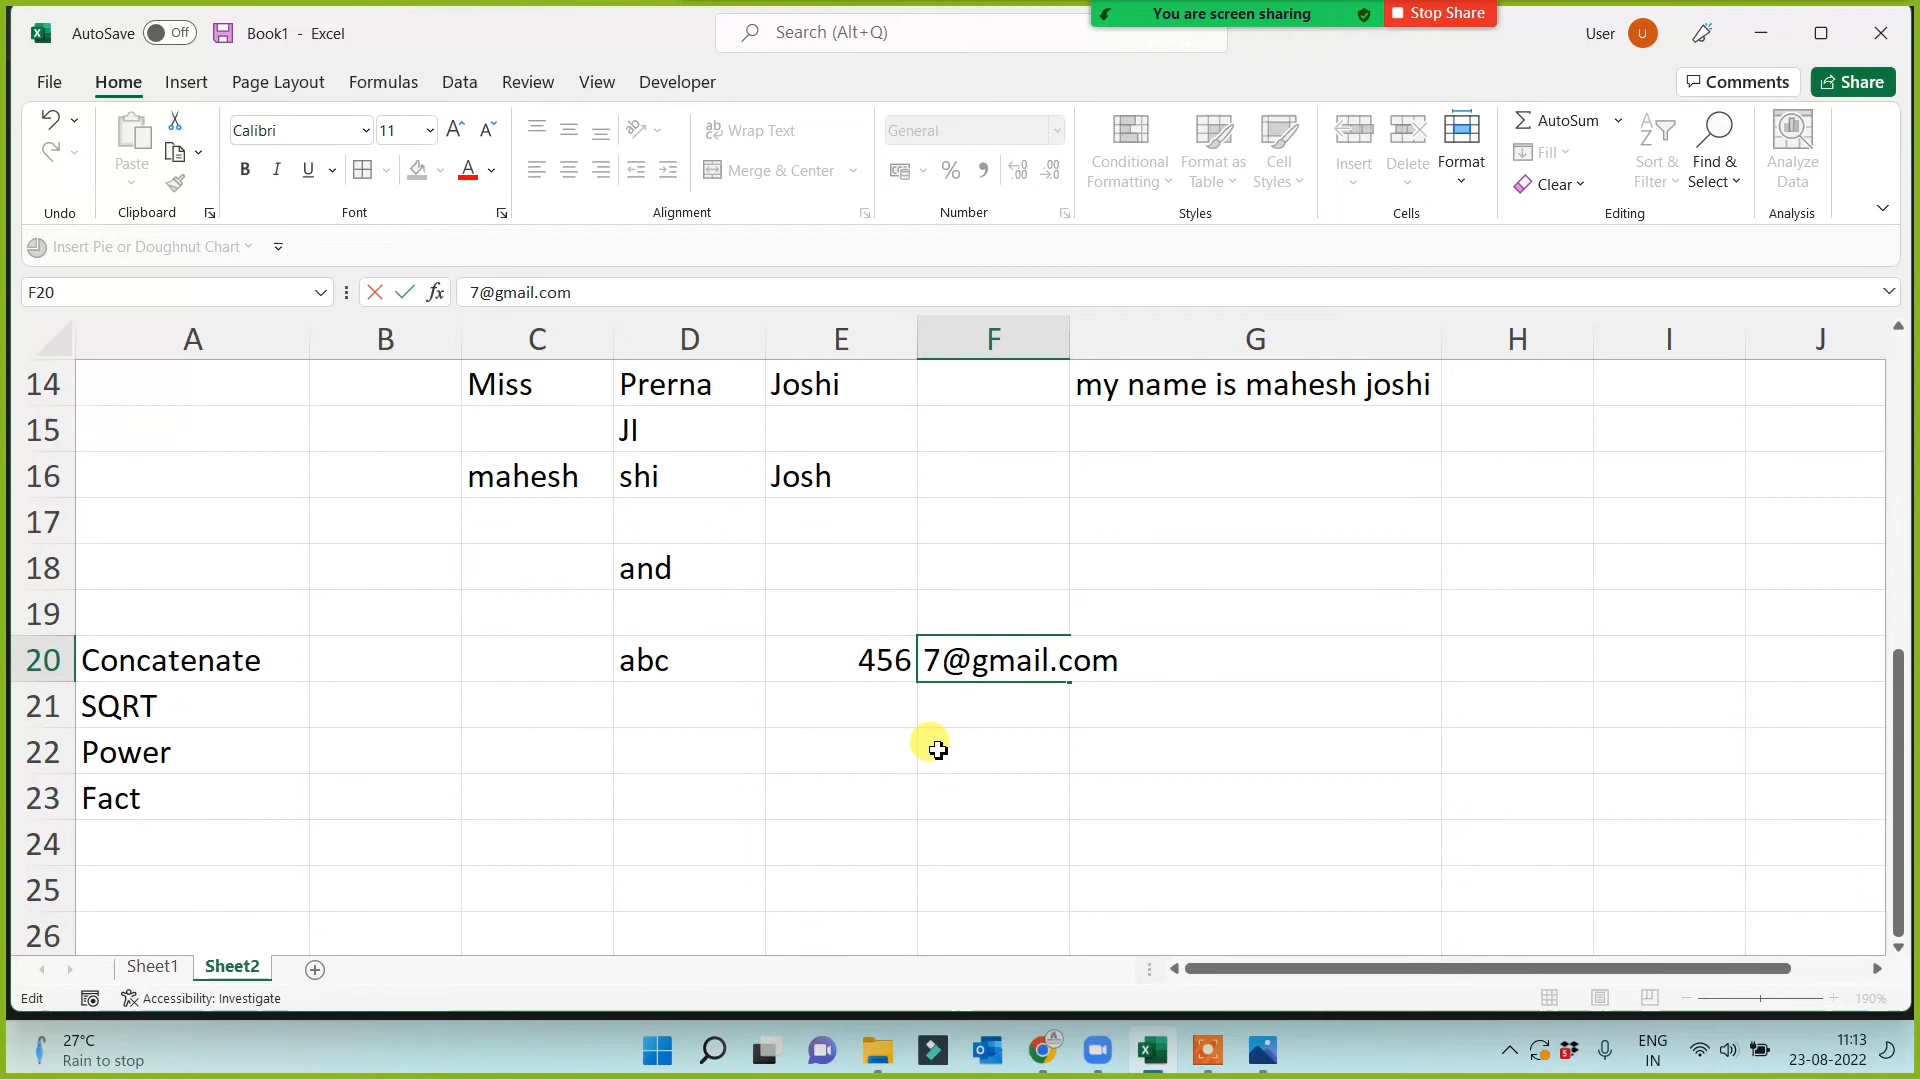 You are screen sharing
Stop Share
AutoSave Off Book1 - Excel
Search (Alt+Q)
User U
File Home Insert Page Layout Formulas Data Review View Developer
Comments Share
Paste
Calibri 11
Wrap Text
General
Conditional Formatting
Format as Table
Cell Styles
Insert Delete Format
AutoSum
Fill
Clear
Sort & Filter
Find & Select
Analyze Data
B I U
Merge & Center
Undo Clipboard Font Alignment Number Styles Cells Editing Analysis
Insert Pie or Doughnut Chart
F20 fx 7@gmail.com
A B C D E F G H I J
14 Miss Prerna Joshi my name is mahesh joshi
15 JI
16 mahesh shi Josh
17
18 and
19
20 Concatenate abc 456 7@gmail.com
21 SQRT
22 Power
23 Fact
24
25
26
Sheet1 Sheet2
Edit Accessibility: Investigate 190%
27°C
Rain to stop
ENG
IN
11:13
23-08-2022